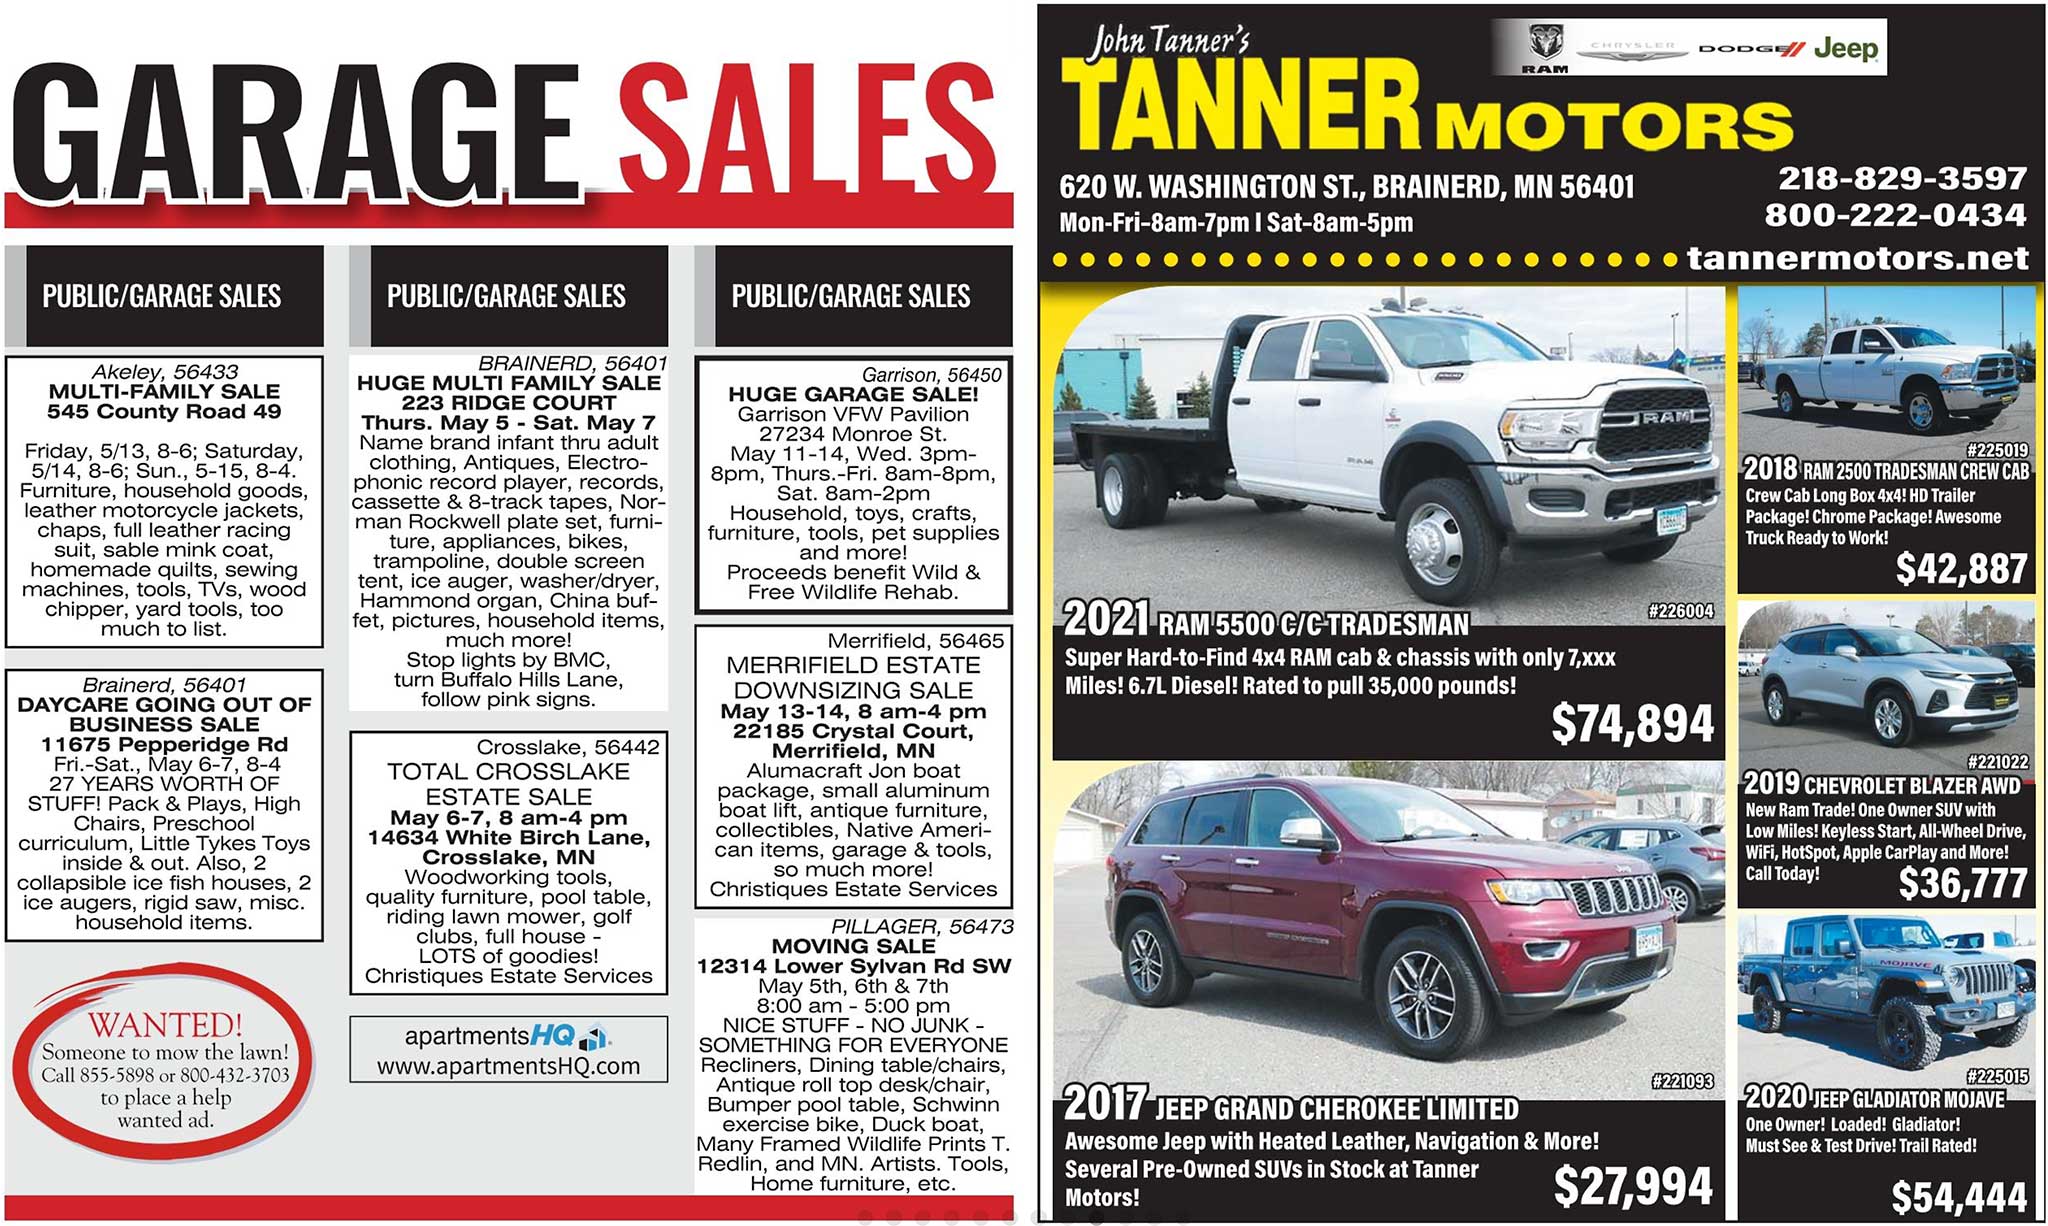 GARAGE SALES
PUBLIC/GARAGE SALES
Akeley, 56433
MULTI-FAMILY SALE
545 County Road 49
Friday, 5/13, 8-6; Saturday,
5/14, 8-6; Sun., 5-15, 8-4.
Furniture, household goods,
leather motorcycle jackets,
chaps, full leather racing
suit, sable mink coat,
homemade quilts, sewing
machines, tools, TVs, wood
chipper, yard tools, too
much to list.
Brainerd, 56401
DAYCARE GOING OUT OF
BUSINESS SALE
11675 Pepperidge Rd
Fri.-Sat., May 6-7, 8-4
27 YEARS WORTH OF
STUFF! Pack & Plays, High
Chairs, Preschool
curriculum, Little Tykes Toys
inside & out. Also, 2
collapsible ice fish houses, 2
ice augers, rigid saw, misc.
household items.
WANTED!
Someone to mow the lawn!
Call 855-5898 or 800-432-3703
to place a help
wanted ad.
PUBLIC/GARAGE SALES
BRAINERD, 56401
HUGE MULTI FAMILY SALE
223 RIDGE COURT
Thurs. May 5 - Sat. May 7
Name brand infant thru adult
clothing, Antiques, Electro-
phonic record player, records,
cassette & 8-track tapes, Nor-
man Rockwell plate set, furni-
ture, appliances, bikes,
trampoline, double screen
tent, ice auger, washer/dryer,
Hammond organ, China buf-
fet, pictures, household items,
much more!
Stop lights by BMC,
turn Buffalo Hills Lane,
follow pink signs.
Crosslake, 56442
TOTAL CROSSLAKE
ESTATE SALE
May 6-7, 8 am-4 pm
14634 White Birch Lane,
Crosslake, MN
Woodworking tools,
quality furniture, pool table,
riding lawn mower, golf
clubs, full house -
LOTS of goodies!
Christiques Estate Services
apartmentsHQ
www.apartmentsHQ.com
PUBLIC/GARAGE SALES
Garrison, 56450
HUGE GARAGE SALE!
Garrison VFW Pavilion
27234 Monroe St.
May 11-14, Wed. 3pm-
8pm, Thurs.-Fri. 8am-8pm,
Sat. 8am-2pm
Household, toys, crafts,
furniture, tools, pet supplies
and more!
Proceeds benefit Wild &
Free Wildlife Rehab.
Merrifield, 56465
MERRIFIELD ESTATE
DOWNSIZING SALE
May 13-14, 8 am-4 pm
22185 Crystal Court,
Merrifield, MN
Alumacraft Jon boat
package, small aluminum
boat lift, antique furniture,
collectibles, Native Ameri-
can items, garage & tools,
so much more!
Christiques Estate Services
PILLAGER, 56473
MOVING SALE
12314 Lower Sylvan Rd SW
May 5th, 6th & 7th
8:00 am - 5:00 pm
NICE STUFF - NO JUNK -
SOMETHING FOR EVERYONE
Recliners, Dining table/chairs,
Antique roll top desk/chair,
Bumper pool table, Schwinn
exercise bike, Duck boat,
Many Framed Wildlife Prints T.
Redlin, and MN. Artists. Tools,
Home furniture, etc.
John Tanner's
TANNER MOTORS
RAM CHRYSLER DODGE Jeep
620 W. WASHINGTON ST., BRAINERD, MN 56401
Mon-Fri-8am-7pm I Sat-8am-5pm
218-829-3597
800-222-0434
tannermotors.net
RAM
#226004
2021 RAM 5500 C/C TRADESMAN
Super Hard-to-Find 4x4 RAM cab & chassis with only 7,xxx
Miles! 6.7L Diesel! Rated to pull 35,000 pounds!
$74,894
#221093
2017 JEEP GRAND CHEROKEE LIMITED
Awesome Jeep with Heated Leather, Navigation & More!
Several Pre-Owned SUVs in Stock at Tanner
Motors!
$27,994
#225019
2018 RAM 2500 TRADESMAN CREW CAB
Crew Cab Long Box 4x4! HD Trailer
Package! Chrome Package! Awesome
Truck Ready to Work!
$42,887
#221022
2019 CHEVROLET BLAZER AWD
New Ram Trade! One Owner SUV with
Low Miles! Keyless Start, All-Wheel Drive,
WiFi, HotSpot, Apple CarPlay and More!
Call Today!
$36,777
MOJAVE
#225015
2020 JEEP GLADIATOR MOJAVE
One Owner! Loaded! Gladiator!
Must See & Test Drive! Trail Rated!
$54,444